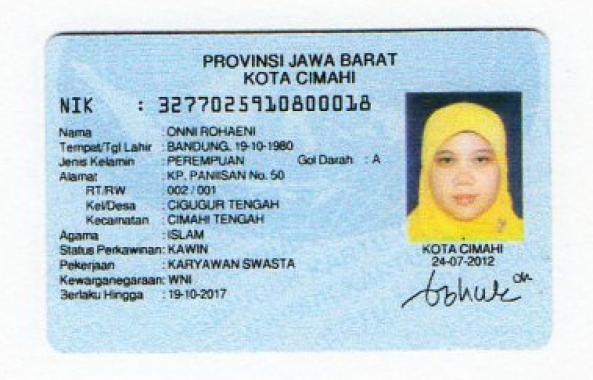 PROVINSI JAWA BARAT
KOTA CIMAHI
NIK : 3277025910800018
Nama : ONNI ROHAENI
Tempat/Tgl Lahir : BANDUNG, 19-10-1980
Jenis Kelamin : PEREMPUAN Gol Darah : A
Alamat : KP. PANIISAN No. 50
RT/RW : 002 / 001
Kel/Desa : CIGUGUR TENGAH
Kecamatan : CIMAHI TENGAH
Agama : ISLAM
Status Perkawinan: KAWIN
Pekerjaan : KARYAWAN SWASTA
Kewarganegaraan: WNI
Berlaku Hingga : 19-10-2017
KOTA CIMAHI
24-07-2012